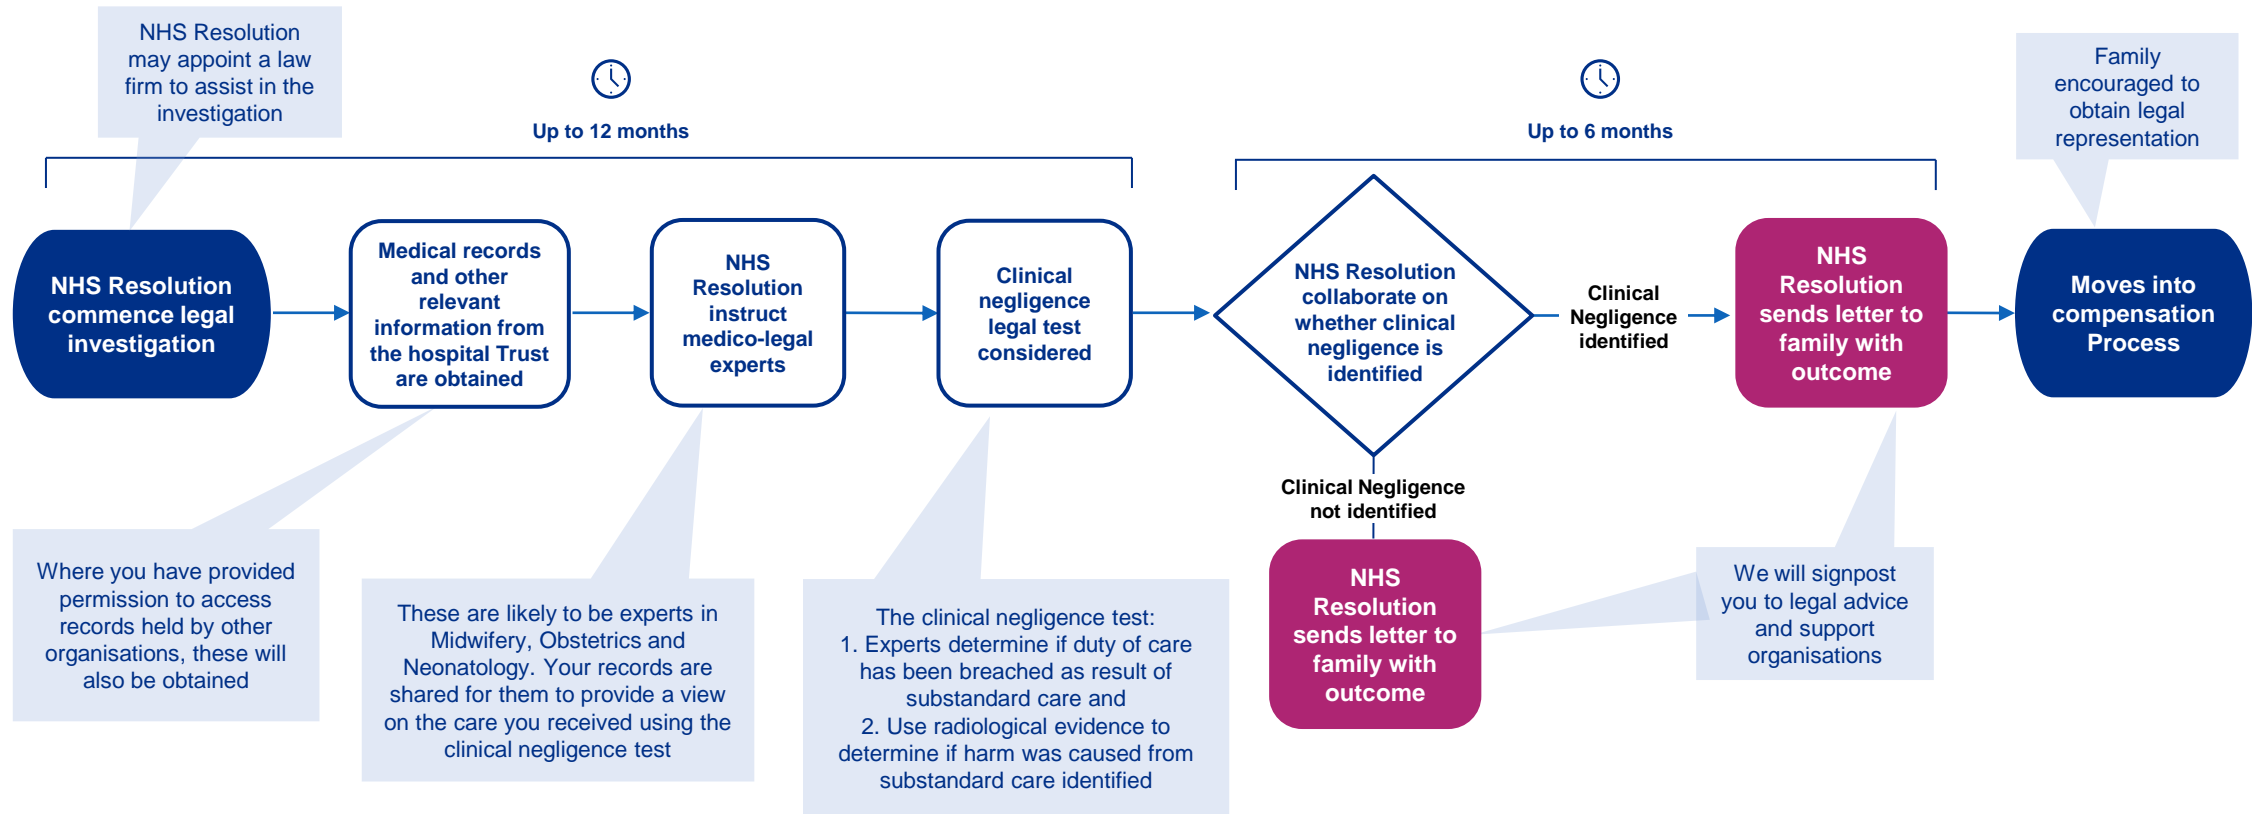 NHS Resolution
may appoint a law
firm to assist in the
investigation
Up to 12 months
Up to 6 months
Family
encouraged to
obtain legal
representation
NHS Resolution
commence legal
investigation
Medical records
and other
relevant
information from
the hospital Trust
are obtained
NHS
Resolution
instruct
medico-legal
experts
Clinical
negligence
legal test
considered
NHS Resolution
collaborate on
whether clinical
negligence is
identified
Clinical
Negligence
identified
NHS
Resolution
sends letter to
family with
outcome
Moves into
compensation
Process
Clinical Negligence
not identified
NHS
Resolution
sends letter to
family with
outcome
Where you have provided
permission to access
records held by other
organisations, these will
also be obtained
These are likely to be experts in
Midwifery, Obstetrics and
Neonatology. Your records are
shared for them to provide a view
on the care you received using the
clinical negligence test
The clinical negligence test:
1. Experts determine if duty of care
has been breached as result of
substandard care and
2. Use radiological evidence to
determine if harm was caused from
substandard care identified
We will signpost
you to legal advice
and support
organisations